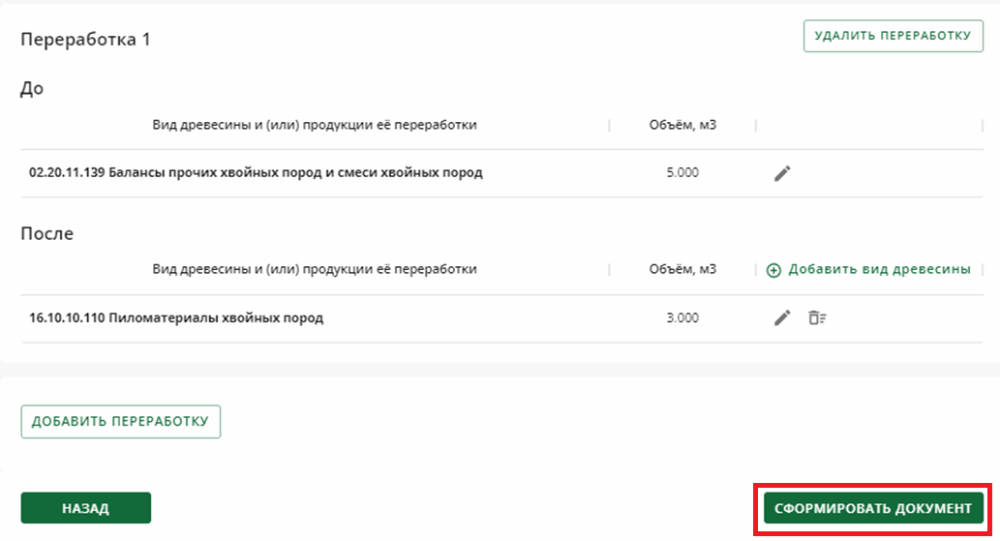 Переработка 1
УДАЛИТЬ ПЕРЕРАБОТКУ
До
Вид древесины и (или) продукции её переработки Объём, м3
02.20.11.139 Балансы прочих хвойных пород и смеси хвойных пород 5.000
После
Вид древесины и (или) продукции её переработки Объём, м3 Добавить вид древесины
16.10.10.110 Пиломатериалы хвойных пород 3.000
ДОБАВИТЬ ПЕРЕРАБОТКУ
НАЗАД
СФОРМИРОВАТЬ ДОКУМЕНТ